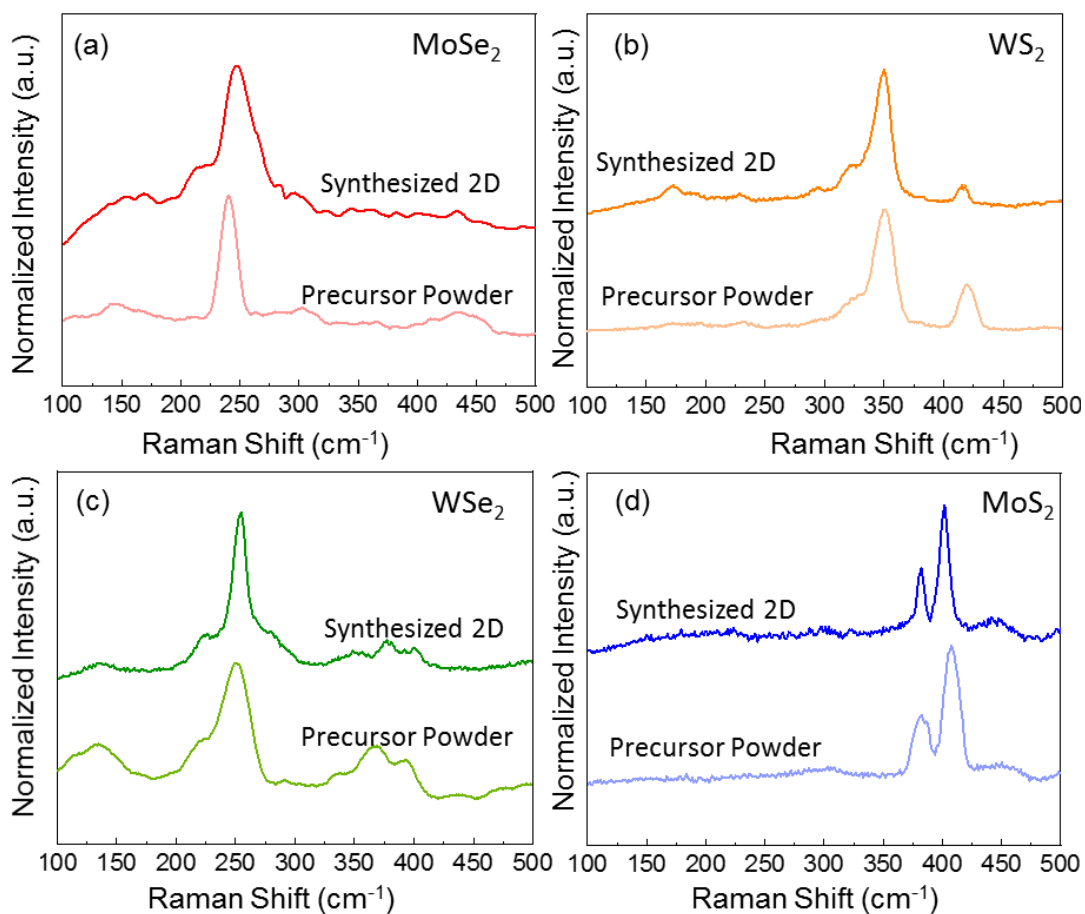 (a)
MoSe₂
Normalized Intensity (a.u.)
Synthesized 2D
Precursor Powder
100 150 200 250 300 350 400 450 500
Raman Shift (cm⁻¹)
(b)
WS₂
Normalized Intensity (a.u.)
Synthesized 2D
Precursor Powder
100 150 200 250 300 350 400 450 500
Raman Shift (cm⁻¹)
(c)
WSe₂
Normalized Intensity (a.u.)
Synthesized 2D
Precursor Powder
100 150 200 250 300 350 400 450 500
Raman Shift (cm⁻¹)
(d)
MoS₂
Normalized Intensity (a.u.)
Synthesized 2D
Precursor Powder
100 150 200 250 300 350 400 450 500
Raman Shift (cm⁻¹)